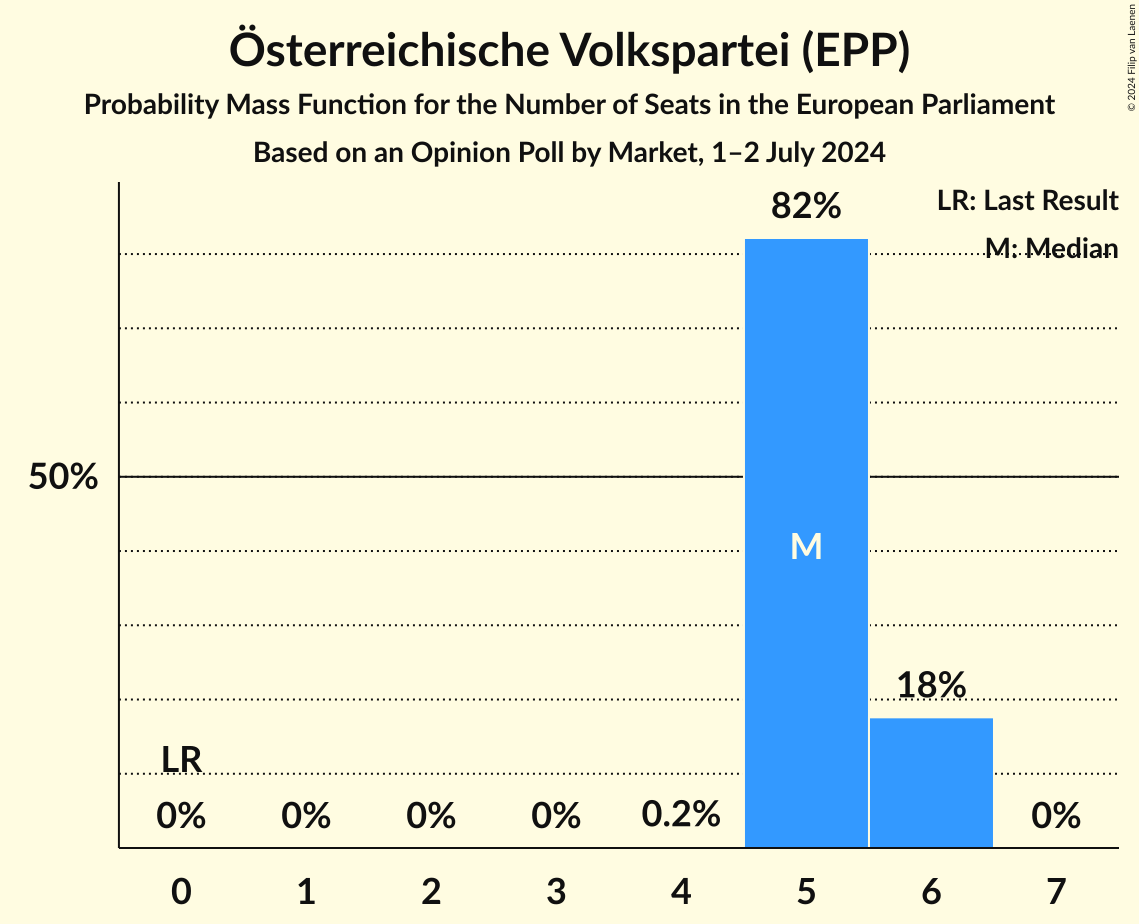 Österreichische Volkspartei (EPP)
Probability Mass Function for the Number of Seats in the European Parliament
Based on an Opinion Poll by Market, 1–2 July 2024
© 2024 Filip van Laenen
LR: Last Result
M: Median
82%
50%
M
18%
LR
0% 0% 0% 0% 0.2% 0%
0 1 2 3 4 5 6 7